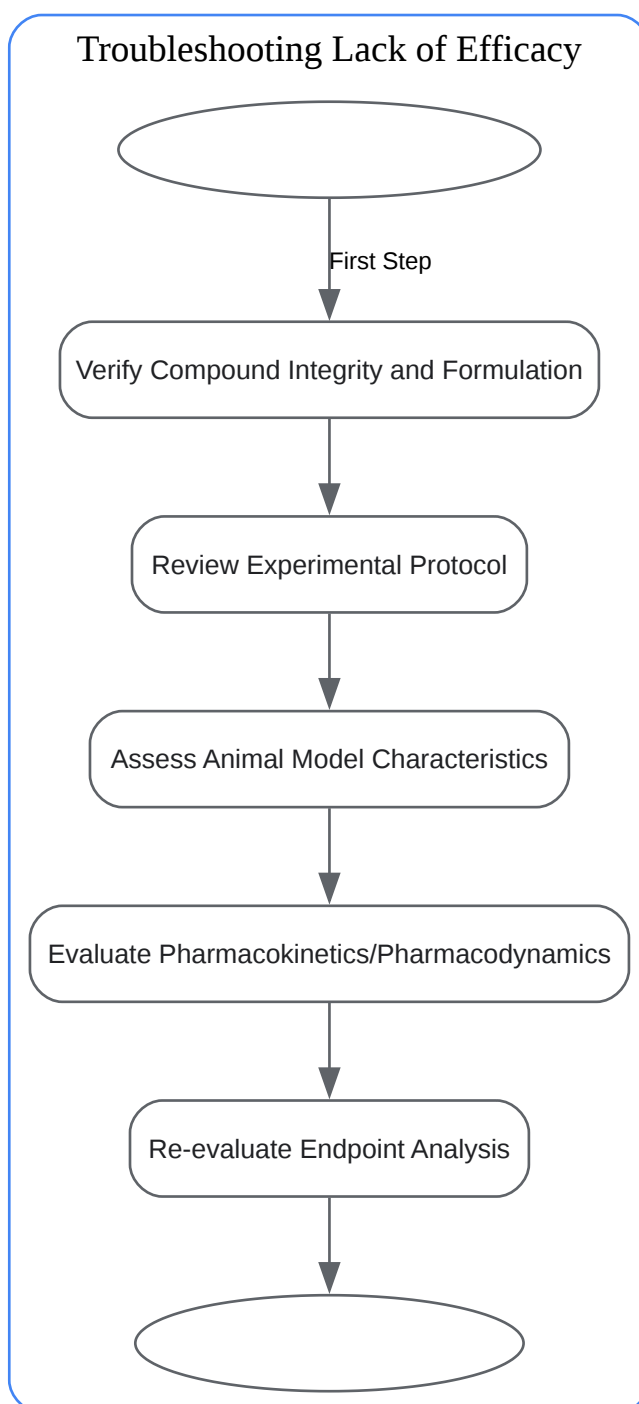 Troubleshooting Lack of Efficacy
First Step
Verify Compound Integrity and Formulation
Review Experimental Protocol
Assess Animal Model Characteristics
Evaluate Pharmacokinetics/Pharmacodynamics
Re-evaluate Endpoint Analysis